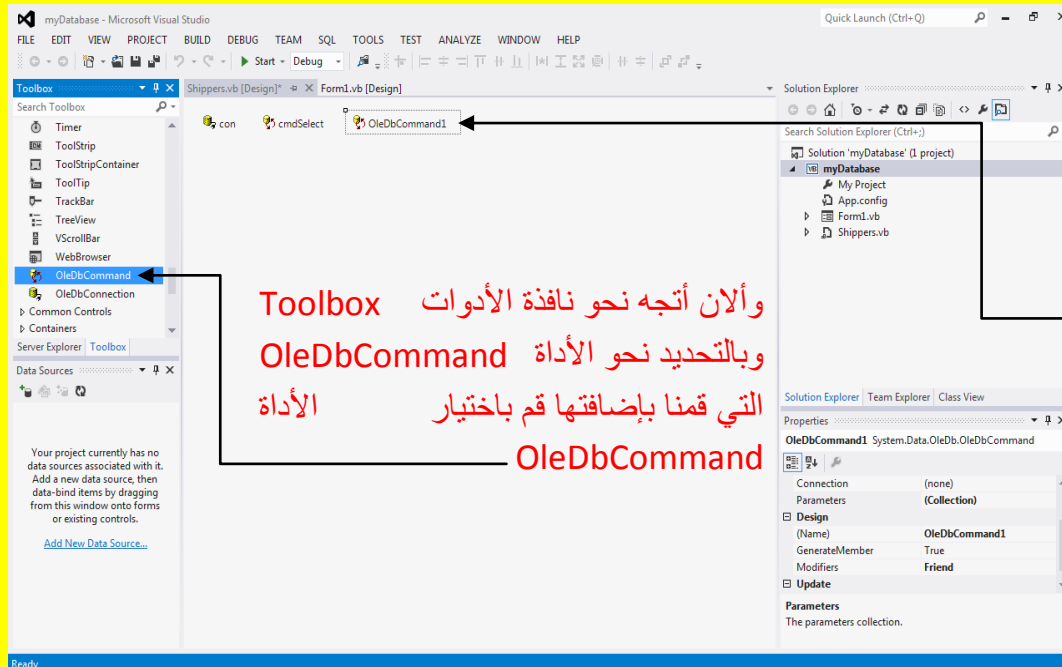 myDatabase - Microsoft Visual Studio
Quick Launch (Ctrl+Q)
FILE EDIT VIEW PROJECT BUILD DEBUG TEAM SQL TOOLS TEST ANALYZE WINDOW HELP
Start
Debug
Toolbox
Search Toolbox
Timer
ToolStrip
ToolStripContainer
ToolTip
TrackBar
TreeView
VScrollBar
WebBrowser
OleDbCommand
OleDbConnection
Common Controls
Containers
Server Explorer Toolbox
Data Sources
Your project currently has no
data sources associated with it.
Add a new data source, then
data-bind items by dragging
from this window onto forms
or existing controls.
Add New Data Source...
Shippers.vb [Design]* Form1.vb [Design]
con cmdSelect OleDbCommand1
وألان أتجه نحو نافذة الأدوات Toolbox
وبالتحديد نحو الأداة OleDbCommand
التي قمنا بإضافتها قم باختيار الأداة
OleDbCommand
Solution Explorer
Search Solution Explorer (Ctrl+;)
Solution 'myDatabase' (1 project)
myDatabase
My Project
App.config
Form1.vb
Shippers.vb
Solution Explorer Team Explorer Class View
Properties
OleDbCommand1 System.Data.OleDb.OleDbCommand
Connection (none)
Parameters (Collection)
Design
(Name) OleDbCommand1
GenerateMember True
Modifiers Friend
Update
Parameters
The parameters collection.
Ready